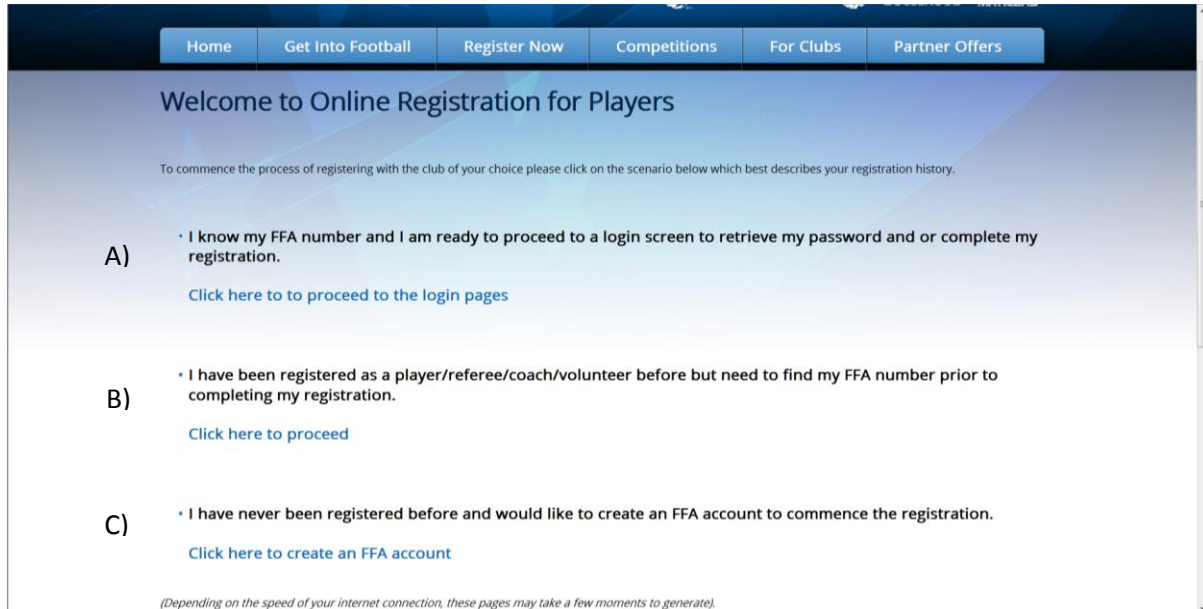 Home Get Into Football Register Now Competitions For Clubs Partner Offers
Welcome to Online Registration for Players
To commence the process of registering with the club of your choice please click on the scenario below which best describes your registration history.
A)
• I know my FFA number and I am ready to proceed to a login screen to retrieve my password and or complete my
registration.
Click here to to proceed to the login pages
B)
• I have been registered as a player/referee/coach/volunteer before but need to find my FFA number prior to
completing my registration.
Click here to proceed
C)
• I have never been registered before and would like to create an FFA account to commence the registration.
Click here to create an FFA account
(Depending on the speed of your internet connection, these pages may take a few moments to generate).